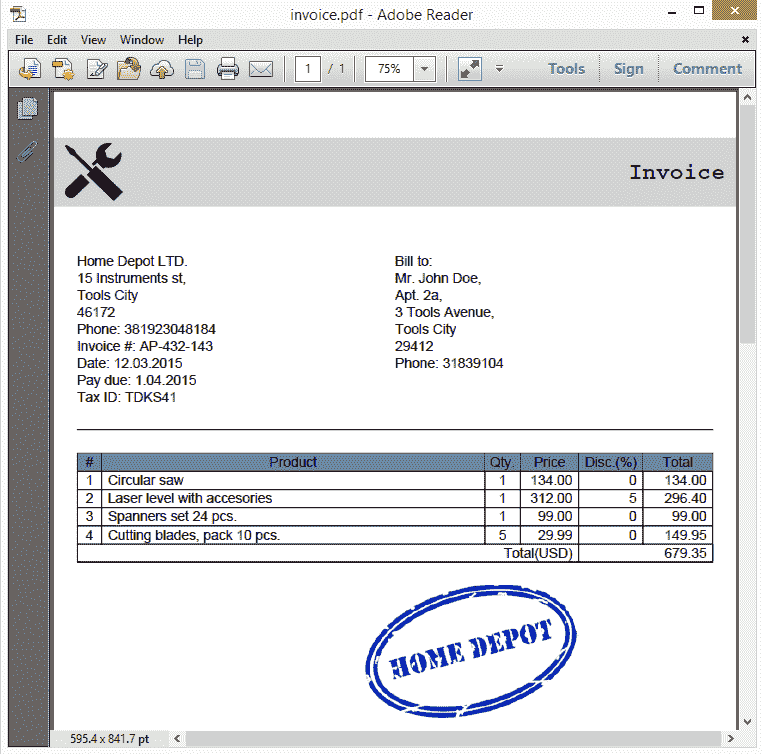 invoice.pdf - Adobe Reader
File Edit View Window Help
1 / 1 75% Tools Sign Comment
Invoice
Home Depot LTD.
15 Instruments st,
Tools City
46172
Phone: 381923048184
Invoice #: AP-432-143
Date: 12.03.2015
Pay due: 1.04.2015
Tax ID: TDKS41
Bill to:
Mr. John Doe,
Apt. 2a,
3 Tools Avenue,
Tools City
29412
Phone: 31839104
# Product Qty. Price Disc.(%) Total
1 Circular saw 1 134.00 0 134.00
2 Laser level with accesories 1 312.00 5 296.40
3 Spanners set 24 pcs. 1 99.00 0 99.00
4 Cutting blades, pack 10 pcs. 5 29.99 0 149.95
Total(USD) 679.35
HOME DEPOT
595.4 x 841.7 pt